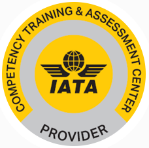 COMPETENCY TRAINING & ASSESSMENT CENTER
IATA
PROVIDER